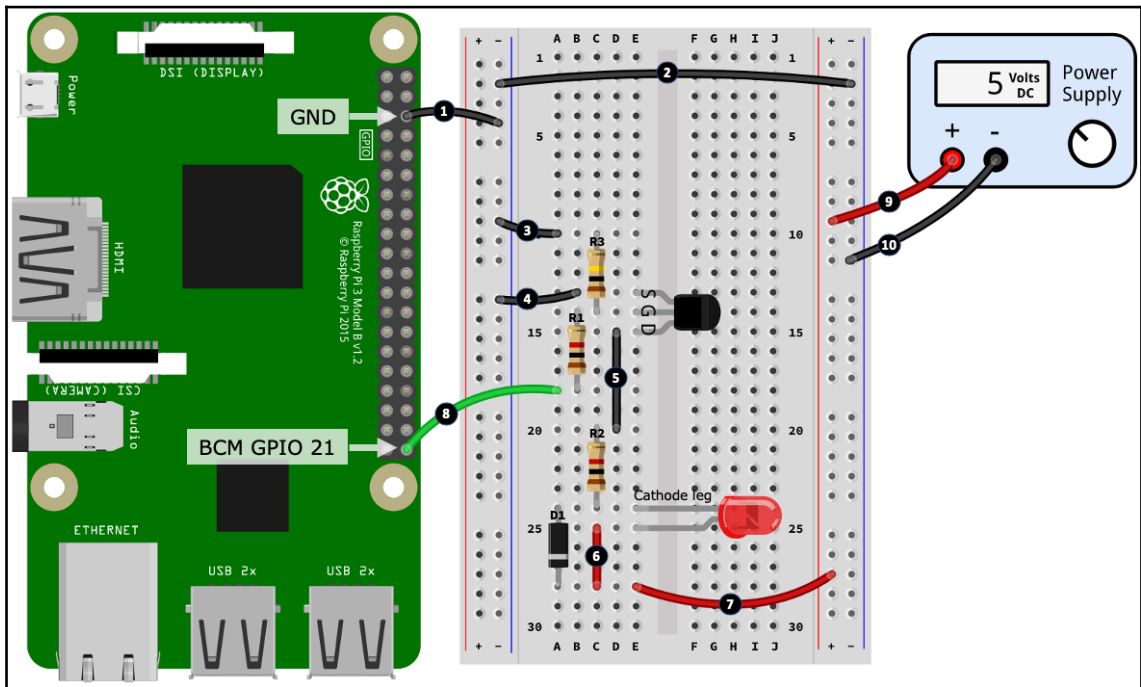 DSI (DISPLAY)
Power
GND
1
GPIO
HDMI
Raspberry Pi 3 Model B v1.2
© Raspberry Pi 2015
CSI (CAMERA)
Audio
8
BCM GPIO 21
ETHERNET
USB 2x
USB 2x
+ -
A B C D E
F G H I J
+ -
1
1
2
5
5
3
10
10
R3
4
S
G
D
R1
15
15
5
20
20
R2
Cathode leg
D1
25
25
6
7
30
30
+ -
A B C D E
F G H I J
+ -
5 Volts
DC
Power
Supply
+ -
9
10